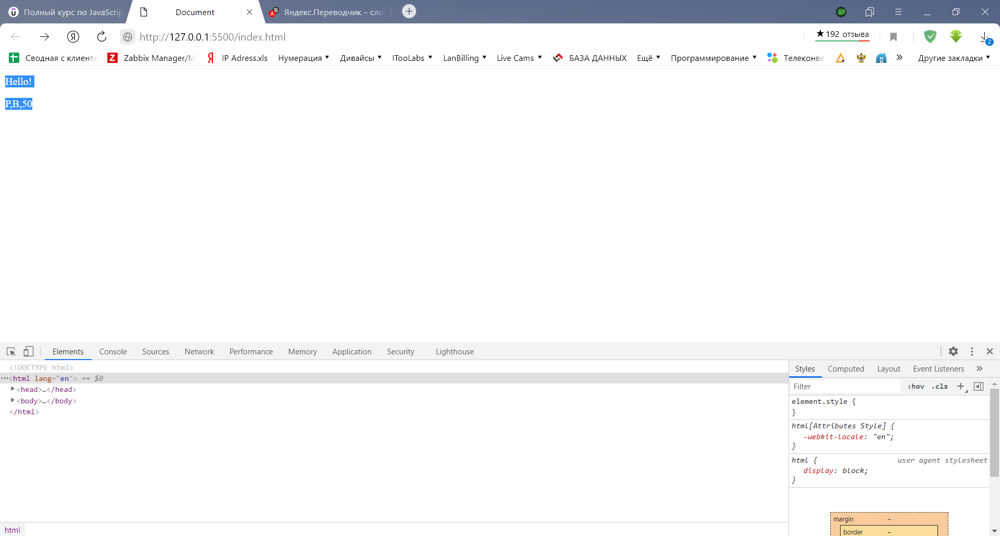 Полный курс по JavaScrip
Document
Яндекс.Переводчик – сло
http://127.0.0.1:5500/index.html
★ 192 отзыва
2
Сводная с клиента
Zabbix Manager/M
IP Adress.xls
Нумерация
Дивайсы
ITooLabs
LanBilling
Live Cams
БАЗА ДАННЫХ
Ещё
Программирование
Телеконве
Другие закладки
Hello!
P,B,50
Elements
Console
Sources
Network
Performance
Memory
Application
Security
Lighthouse
<!DOCTYPE html>
…<html lang="en"> == $0
<head>…</head>
<body>…</body>
</html>
html
Styles
Computed
Layout
Event Listeners
Filter
:hov
.cls
element.style {
}
html[Attributes Style] {
-webkit-locale: "en";
}
html {
user agent stylesheet
display: block;
}
margin
–
border
–